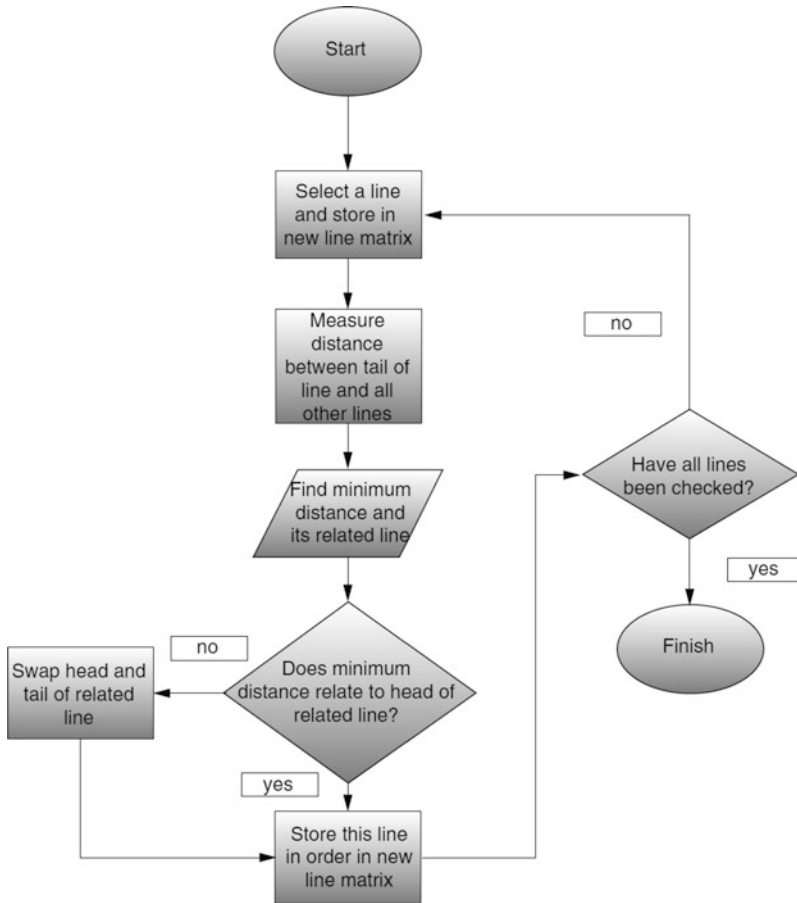 Start
Select a line
and store in
new line matrix
Measure
distance
between tail of
line and all
other lines
Find minimum
distance and
its related line
Does minimum
distance relate to head of
related line?
no
Swap head and
tail of related
line
yes
Store this line
in order in new
line matrix
Have all lines
been checked?
no
yes
Finish